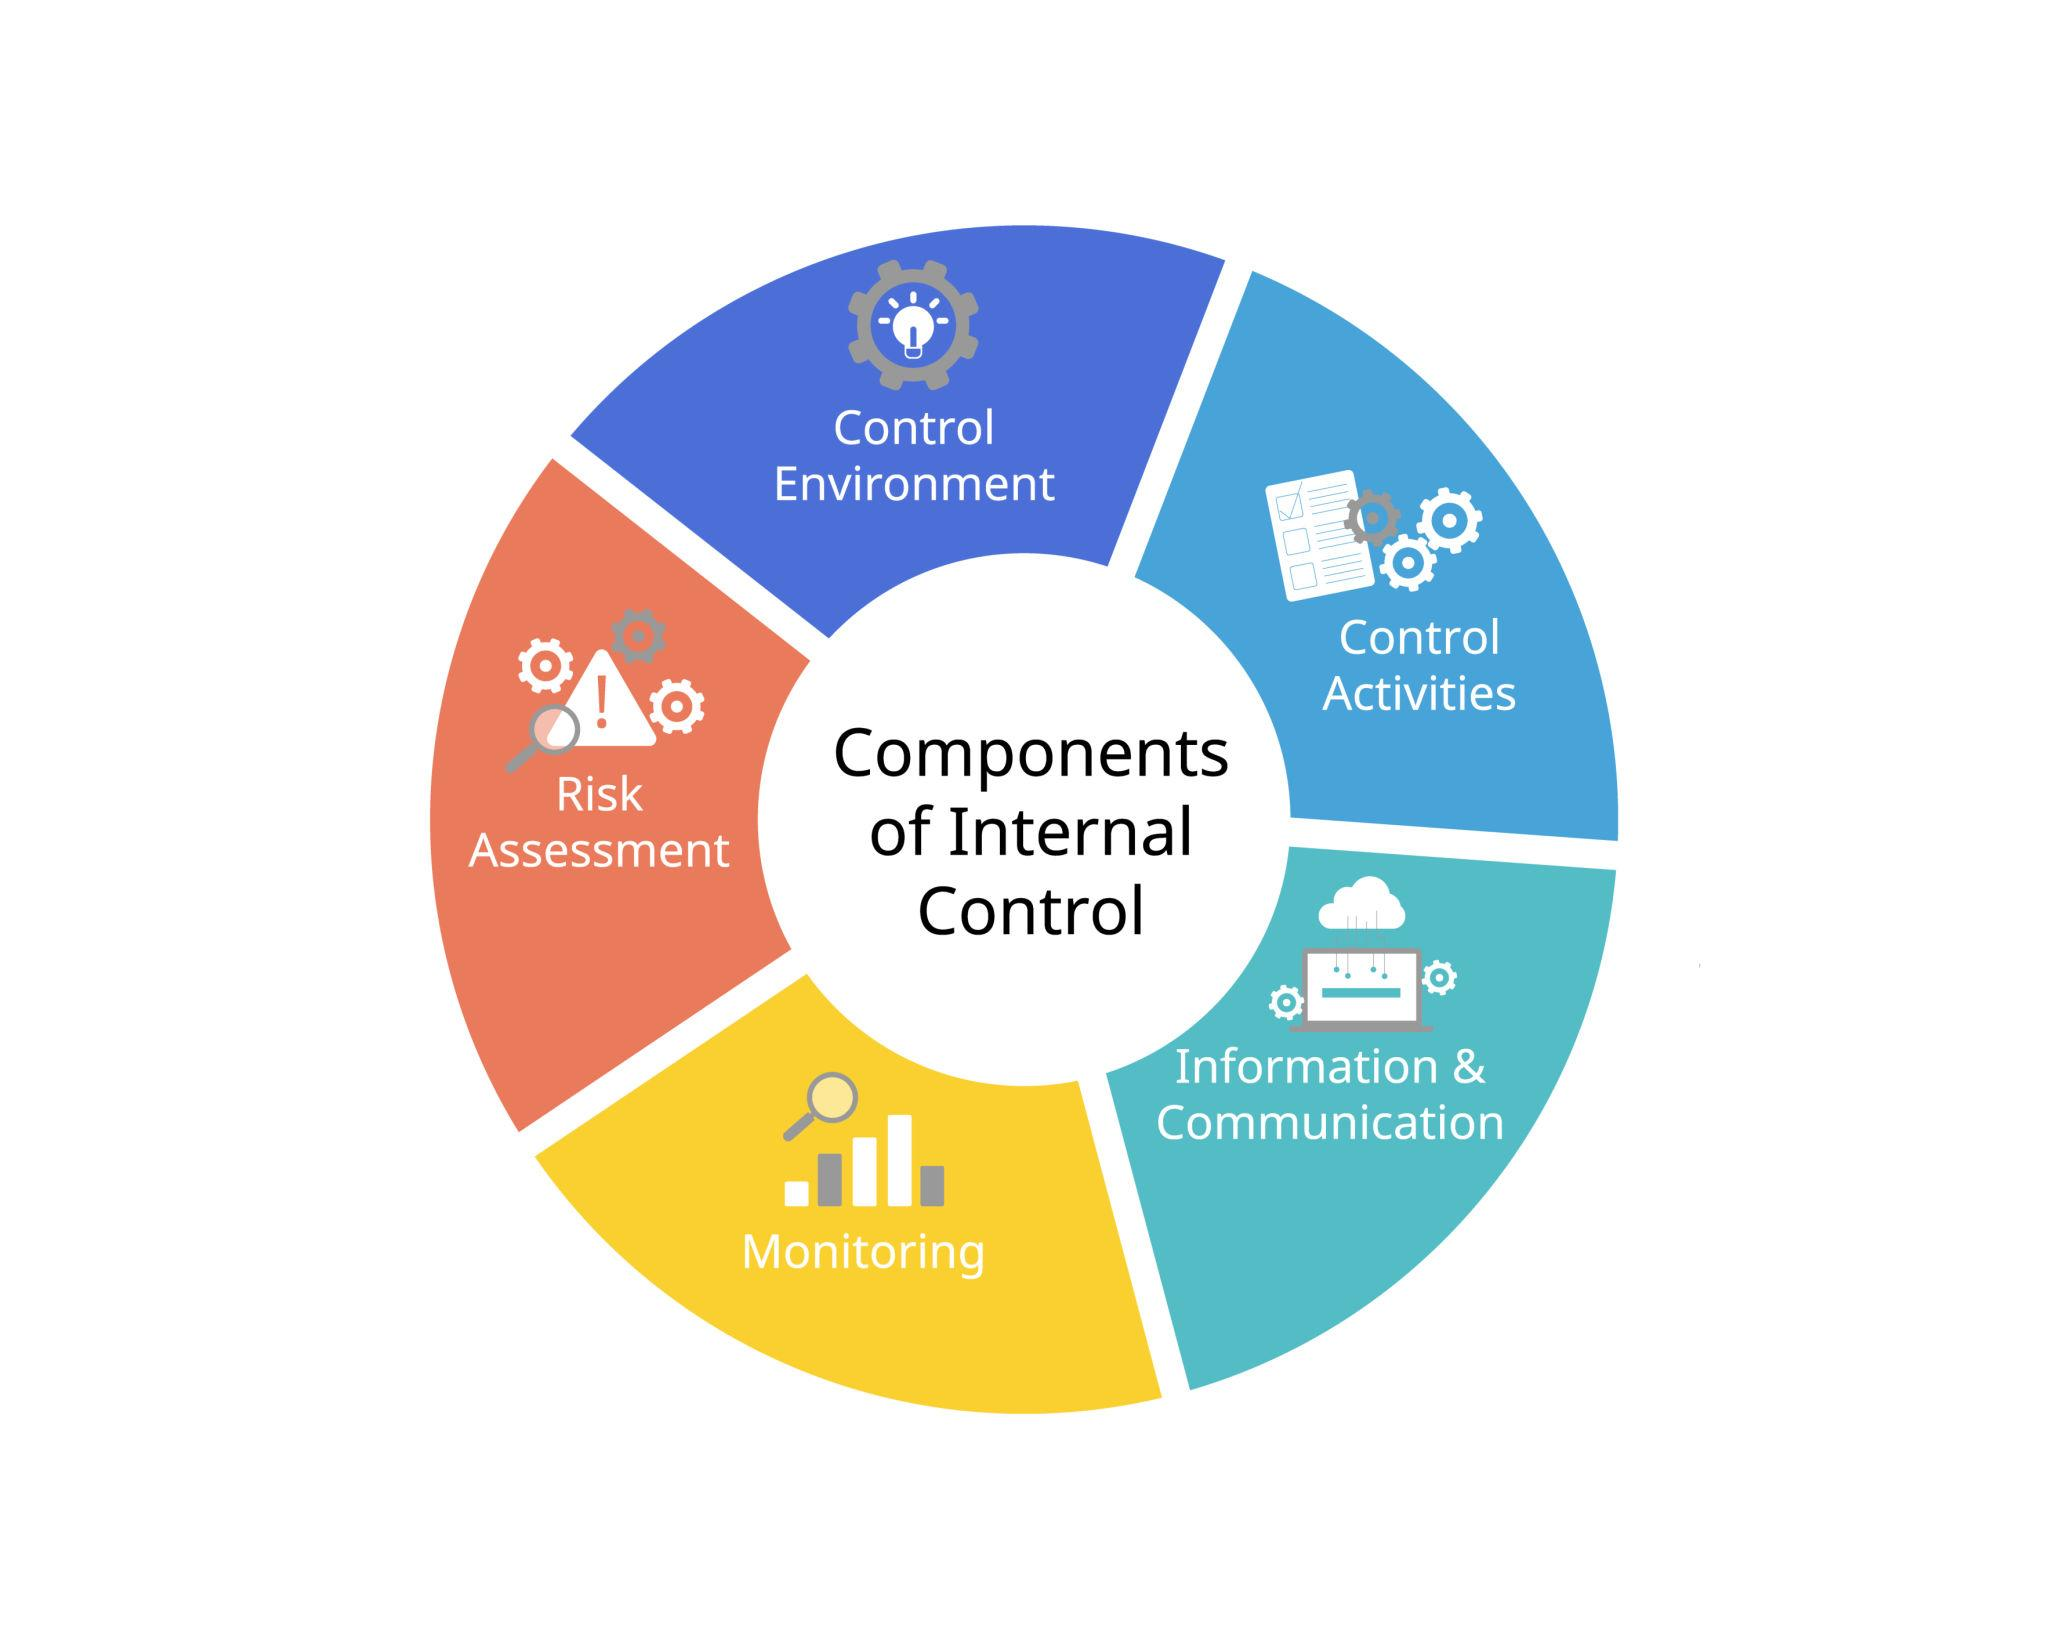 Control
Environment
Control
Activities
Information &
Communication
Monitoring
Risk
Assessment
Components
of Internal
Control